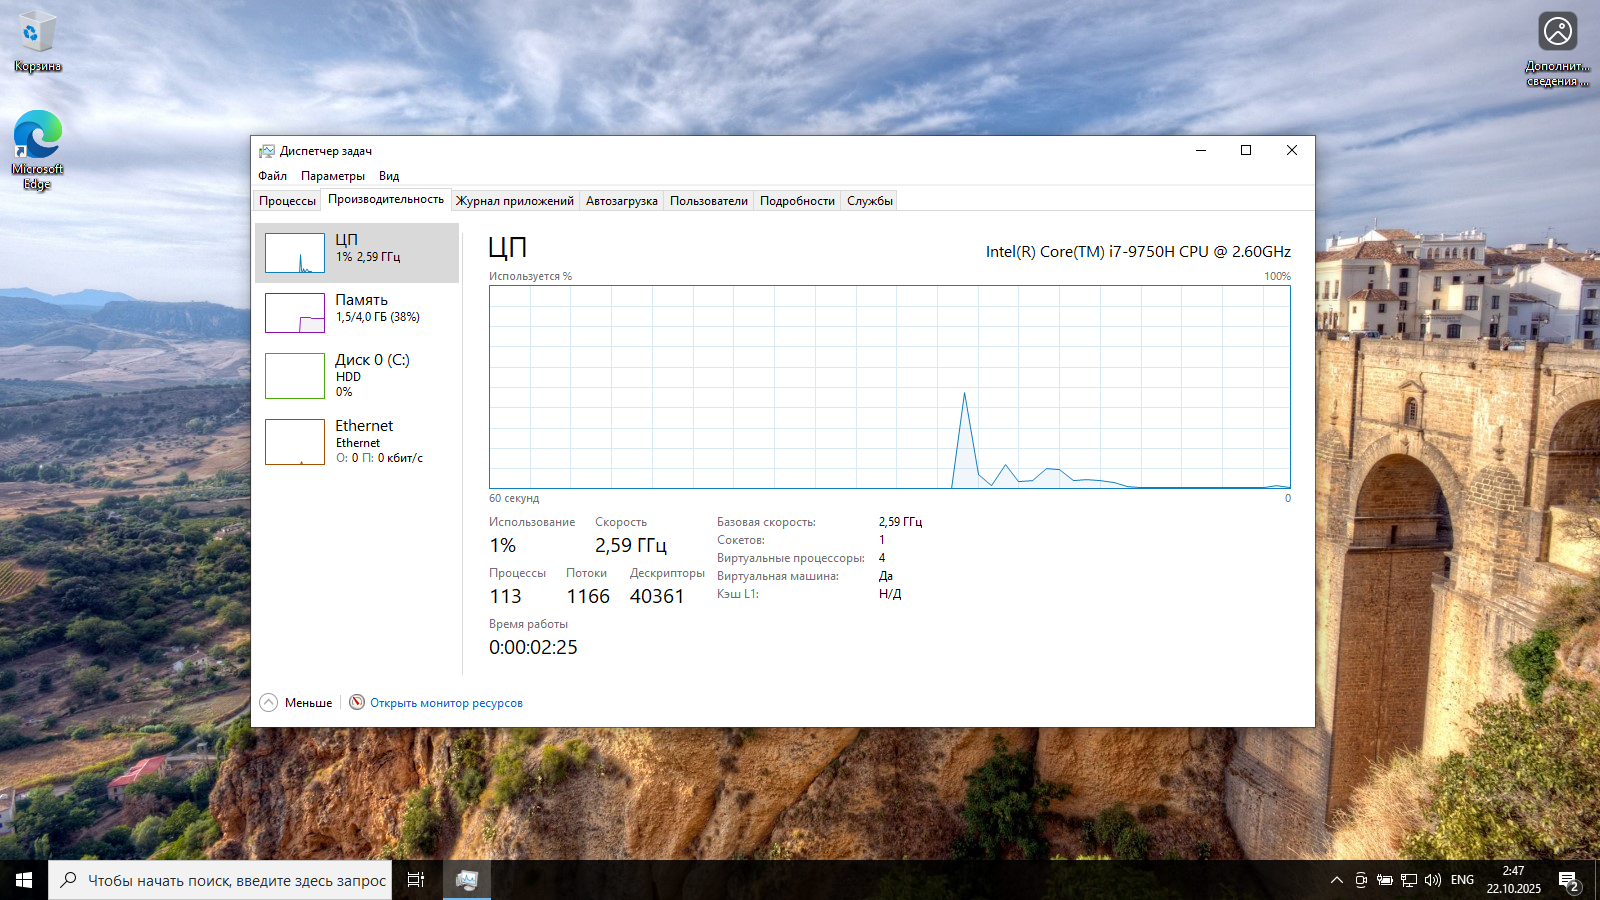 Корзина
Microsoft
Edge
Дополнит...
сведения ...
Диспетчер задач
Файл Параметры Вид
Процессы Производительность Журнал приложений Автозагрузка Пользователи Подробности Службы
ЦП
1% 2,59 ГГц
Память
1,5/4,0 ГБ (38%)
Диск 0 (C:)
HDD
0%
Ethernet
Ethernet
О: 0 П: 0 кбит/с
ЦП
Intel(R) Core(TM) i7-9750H CPU @ 2.60GHz
Используется %
100%
60 секунд
0
Использование Скорость
1% 2,59 ГГц
Процессы Потоки Дескрипторы
113 1166 40361
Время работы
0:00:02:25
Базовая скорость: 2,59 ГГц
Сокетов: 1
Виртуальные процессоры: 4
Виртуальная машина: Да
Кэш L1: Н/Д
Меньше
Открыть монитор ресурсов
Чтобы начать поиск, введите здесь запрос
ENG
2:47
22.10.2025
2